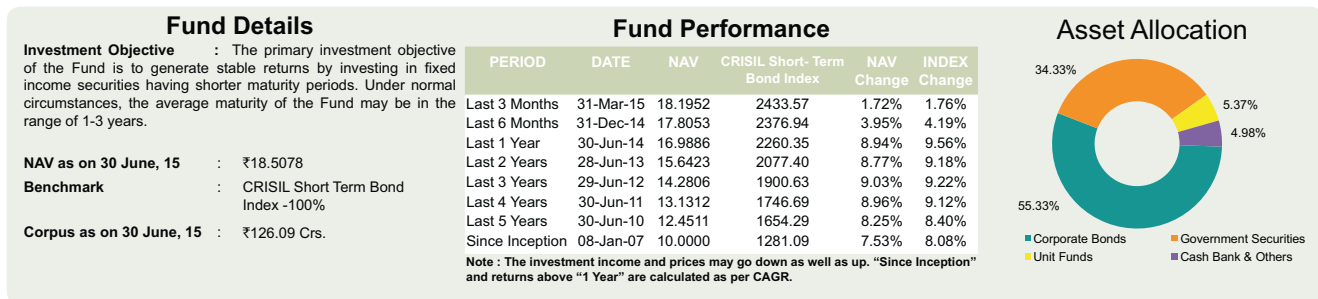 Fund Details
Investment Objective : The primary investment objective
of the Fund is to generate stable returns by investing in fixed
income securities having shorter maturity periods. Under normal
circumstances, the average maturity of the Fund may be in the
range of 1-3 years.
NAV as on 30 June, 15 : ₹18.5078
Benchmark : CRISIL Short Term Bond
Index -100%
Corpus as on 30 June, 15 : ₹126.09 Crs.
Fund Performance
PERIOD DATE NAV CRISIL Short- Term NAV INDEX
Bond Index Change Change
Last 3 Months 31-Mar-15 18.1952 2433.57 1.72% 1.76%
Last 6 Months 31-Dec-14 17.8053 2376.94 3.95% 4.19%
Last 1 Year 30-Jun-14 16.9886 2260.35 8.94% 9.56%
Last 2 Years 28-Jun-13 15.6423 2077.40 8.77% 9.18%
Last 3 Years 29-Jun-12 14.2806 1900.63 9.03% 9.22%
Last 4 Years 30-Jun-11 13.1312 1746.69 8.96% 9.12%
Last 5 Years 30-Jun-10 12.4511 1654.29 8.25% 8.40%
Since Inception 08-Jan-07 10.0000 1281.09 7.53% 8.08%
Note : The investment income and prices may go down as well as up. “Since Inception”
and returns above “1 Year” are calculated as per CAGR.
Asset Allocation
34.33%
5.37%
4.98%
55.33%
Corporate Bonds Government Securities
Unit Funds Cash Bank & Others